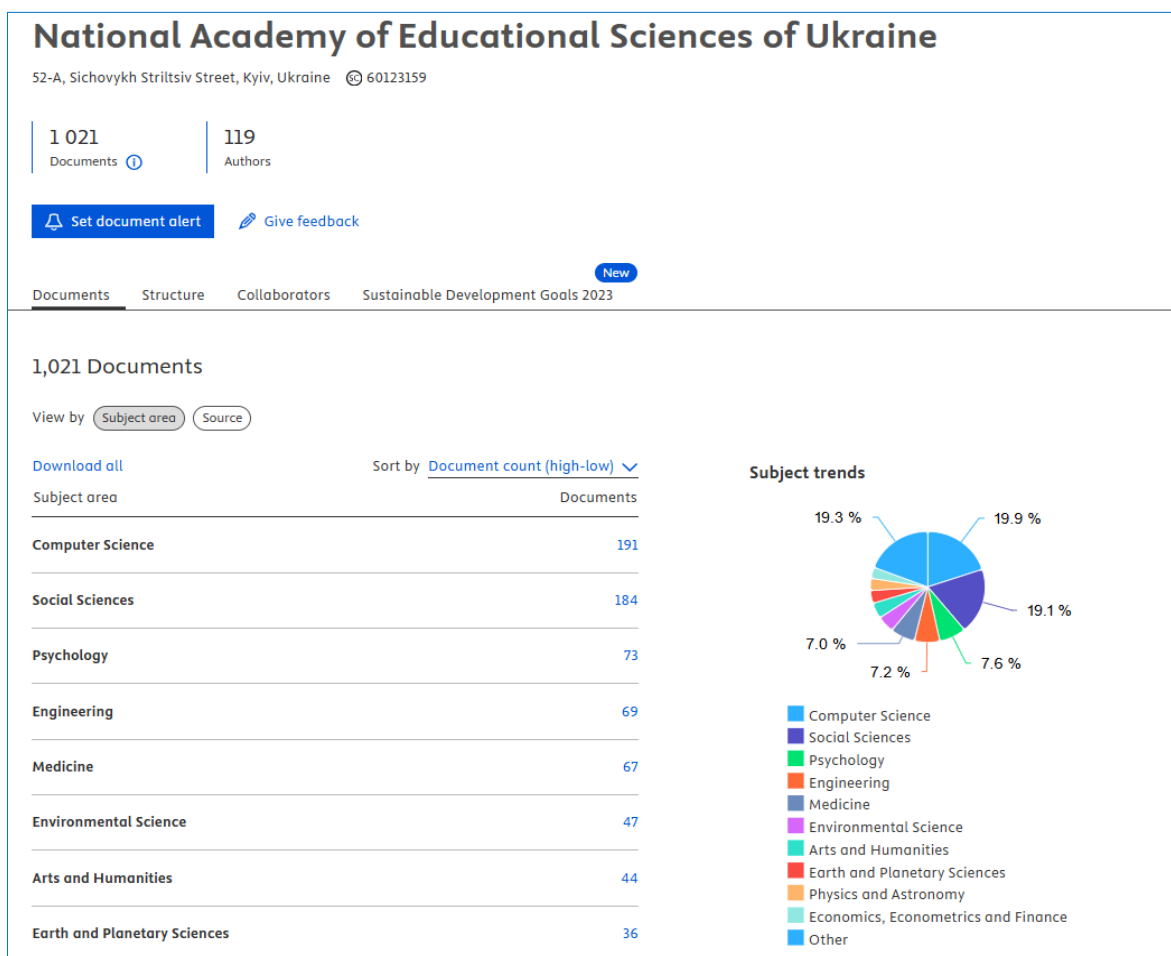 National Academy of Educational Sciences of Ukraine
52-A, Sichovykh Striltsiv Street, Kyiv, Ukraine SC 60123159
1 021 119
Documents i Authors
Set document alert Give feedback
New
Documents Structure Collaborators Sustainable Development Goals 2023
1,021 Documents
View by Subject area Source
Download all Sort by Document count (high-low)
Subject area Documents
Computer Science 191
Social Sciences 184
Psychology 73
Engineering 69
Medicine 67
Environmental Science 47
Arts and Humanities 44
Earth and Planetary Sciences 36
Subject trends
19.3 % 19.9 %
19.1 %
7.0 %
7.2 % 7.6 %
Computer Science
Social Sciences
Psychology
Engineering
Medicine
Environmental Science
Arts and Humanities
Earth and Planetary Sciences
Physics and Astronomy
Economics, Econometrics and Finance
Other